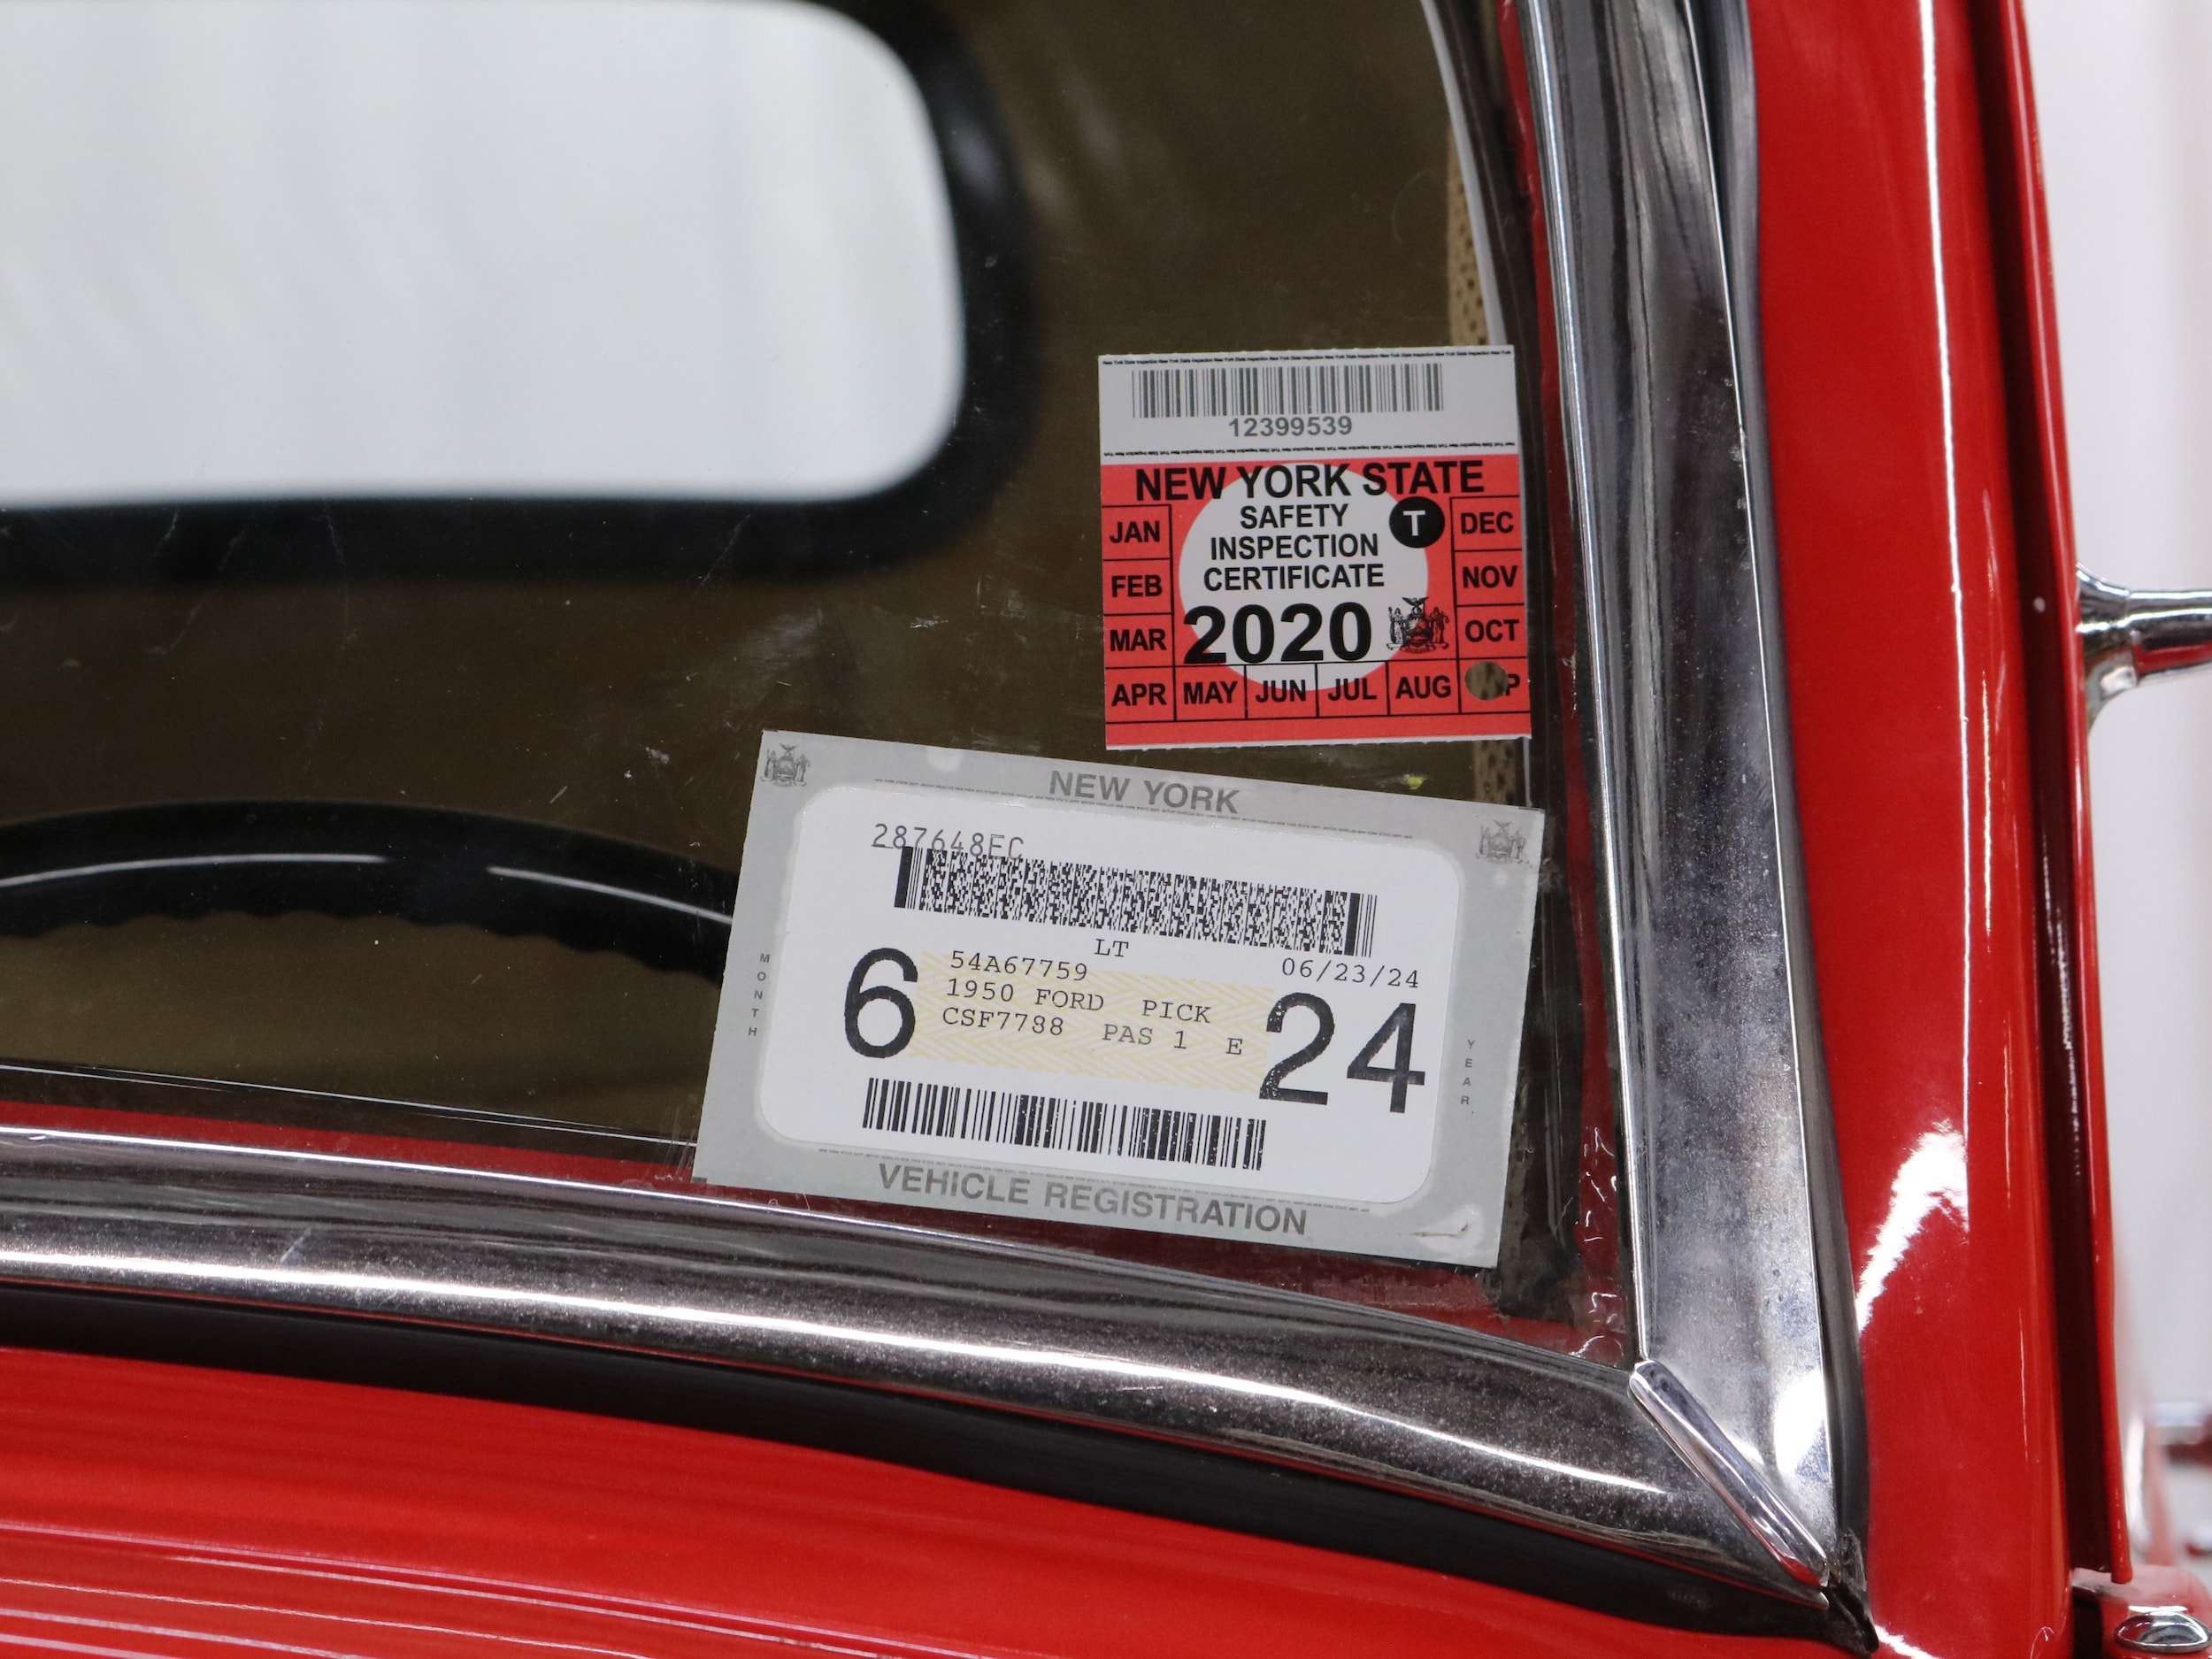 12399539
NEW YORK STATE
SAFETY
INSPECTION
CERTIFICATE
T
2020
JAN
FEB
MAR
APR
MAY
JUN
JUL
AUG
DEC
NOV
OCT
NEW YORK
287648EC
LT
54A67759
06/23/24
1950 FORD PICK
CSF7788 PAS 1 E
MONTH
6
24
YEAR
VEHICLE REGISTRATION